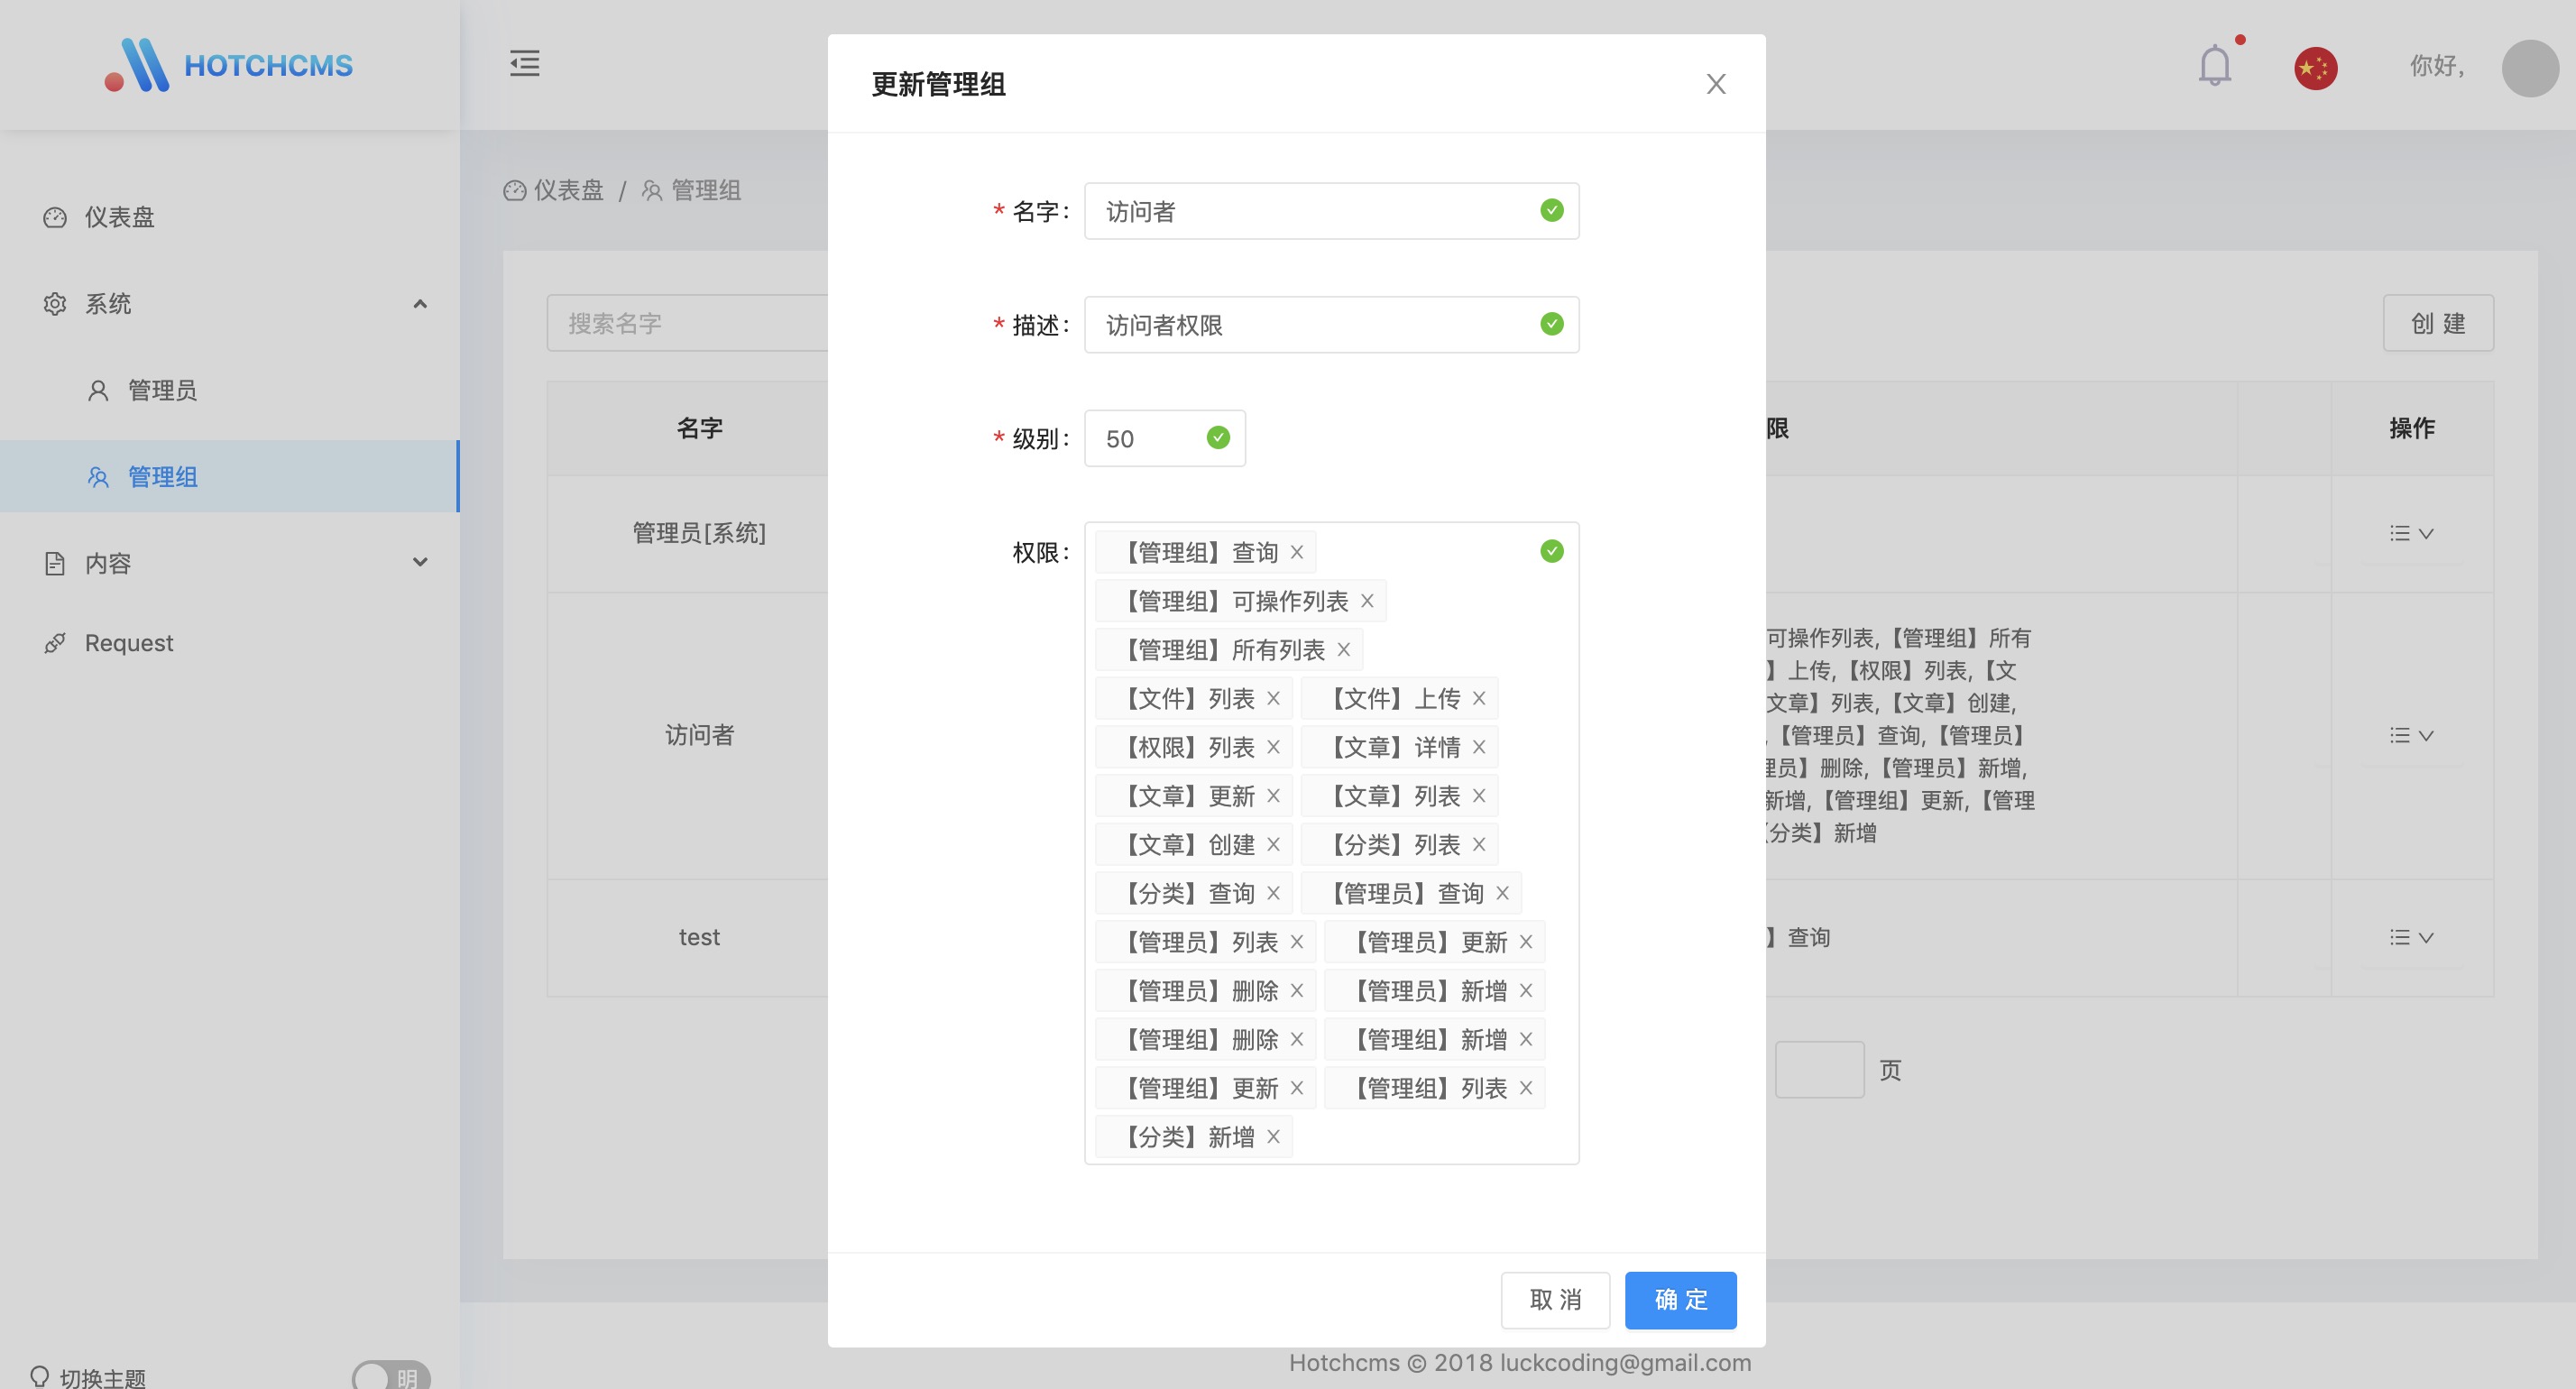 HOTCHCMS
你好,
仪表盘
系统
管理员
管理组
内容
Request
切换主题
明
仪表盘 / 管理组
搜索名字
创 建
名字
限
操作
管理员[系统]
访问者
可操作列表,【管理组】所有
】上传,【权限】列表,【文
文章】列表,【文章】创建,
,【管理员】查询,【管理员】
理员】删除,【管理员】新增,
新增,【管理组】更新,【管理
【分类】新增
test
】查询
页
更新管理组
* 名字: 访问者
* 描述: 访问者权限
* 级别: 50
权限: 【管理组】查询
【管理组】可操作列表
【管理组】所有列表
【文件】列表 【文件】上传
【权限】列表 【文章】详情
【文章】更新 【文章】列表
【文章】创建 【分类】列表
【分类】查询 【管理员】查询
【管理员】列表 【管理员】更新
【管理员】删除 【管理员】新增
【管理组】删除 【管理组】新增
【管理组】更新 【管理组】列表
【分类】新增
取 消 确 定
Hotchcms © 2018 luckcoding@gmail.com